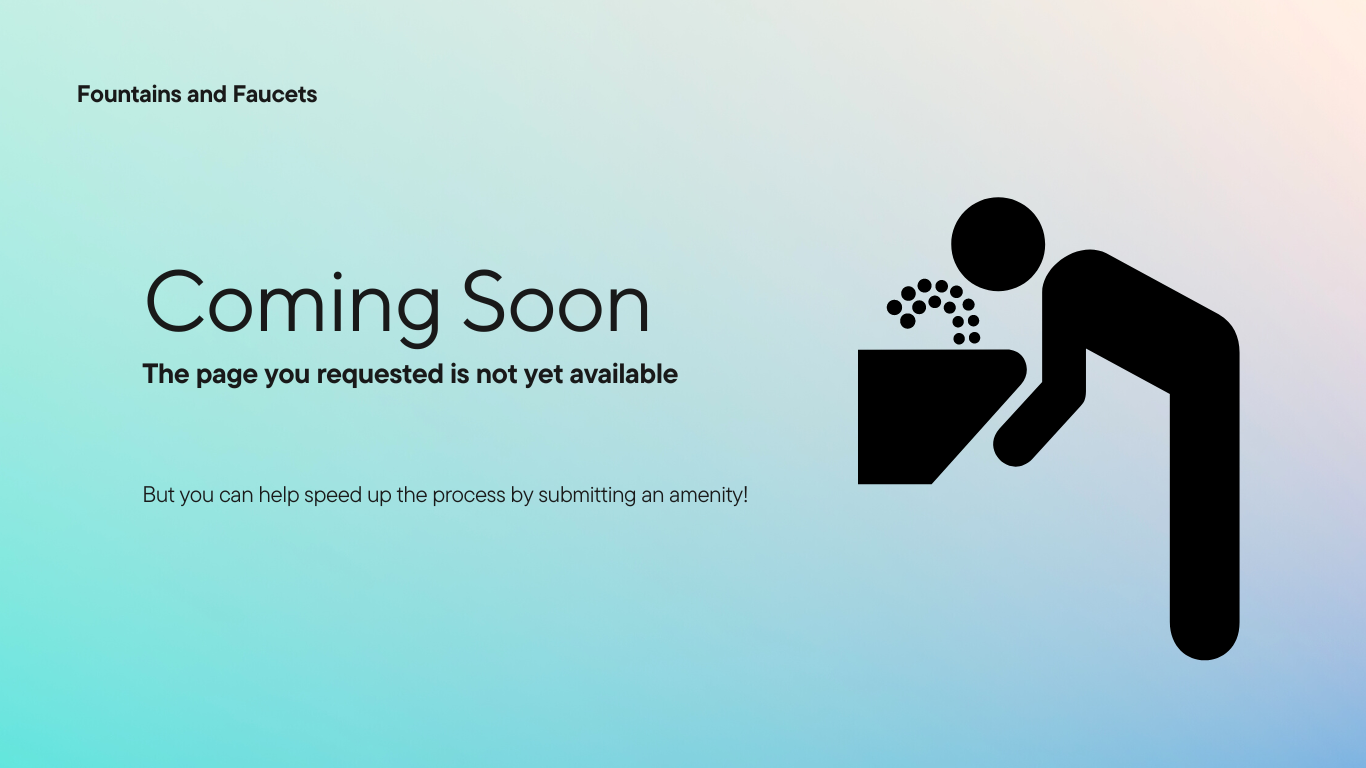 Fountains and Faucets
Coming Soon
The page you requested is not yet available
But you can help speed up the process by submitting an amenity!